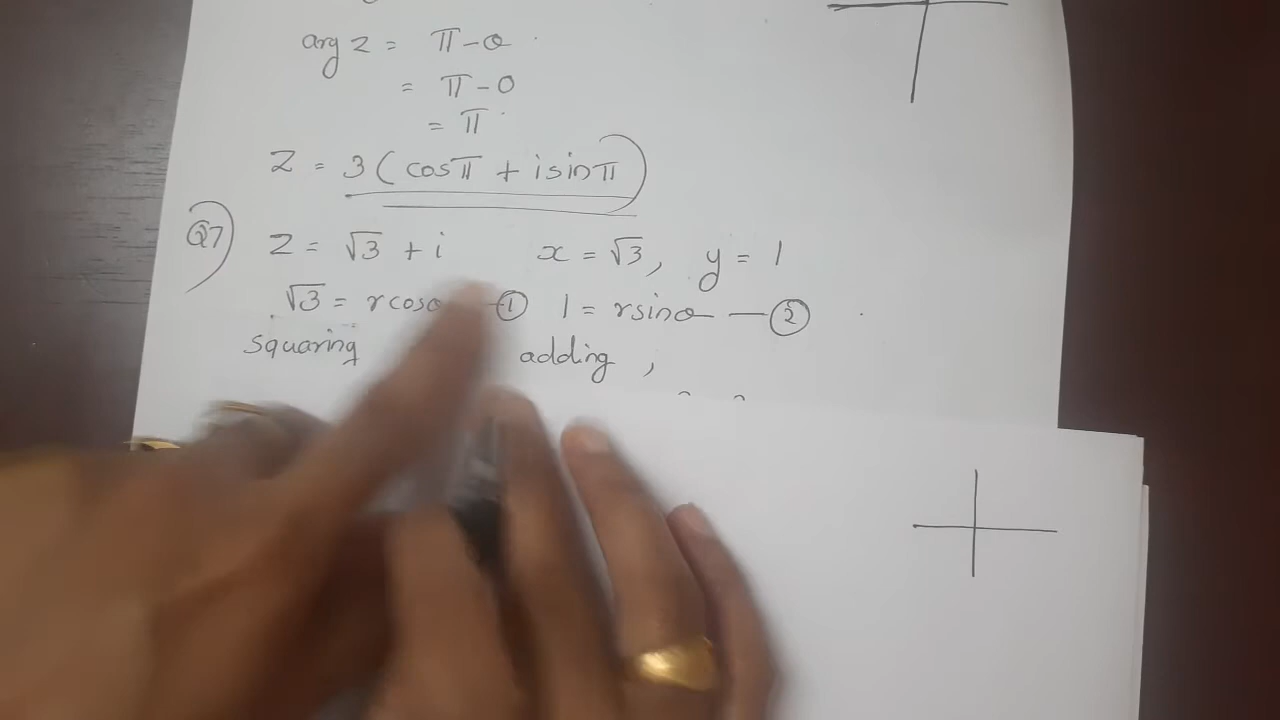 arg z = π - θ
= π - 0
= π
Z = 3 ( cos π + i sin π )
Q7) Z = √3 + i x = √3, y = 1
√3 = r cos θ - ① 1 = r sin θ — ②
squaring adding ,